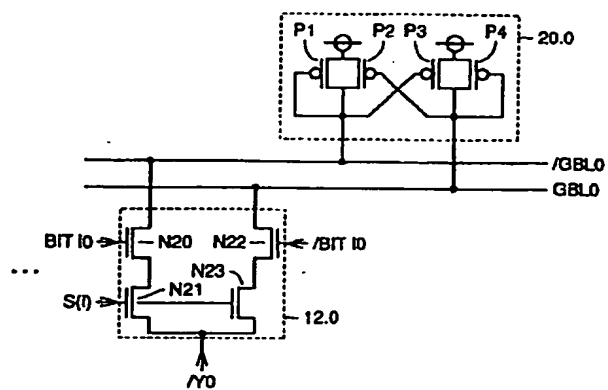 P1 P2 P3 P4
20.0
/GBL0
GBL0
BIT I0 N20 N22 /BIT I0
N23
...
S(I) N21
12.0
/Y0